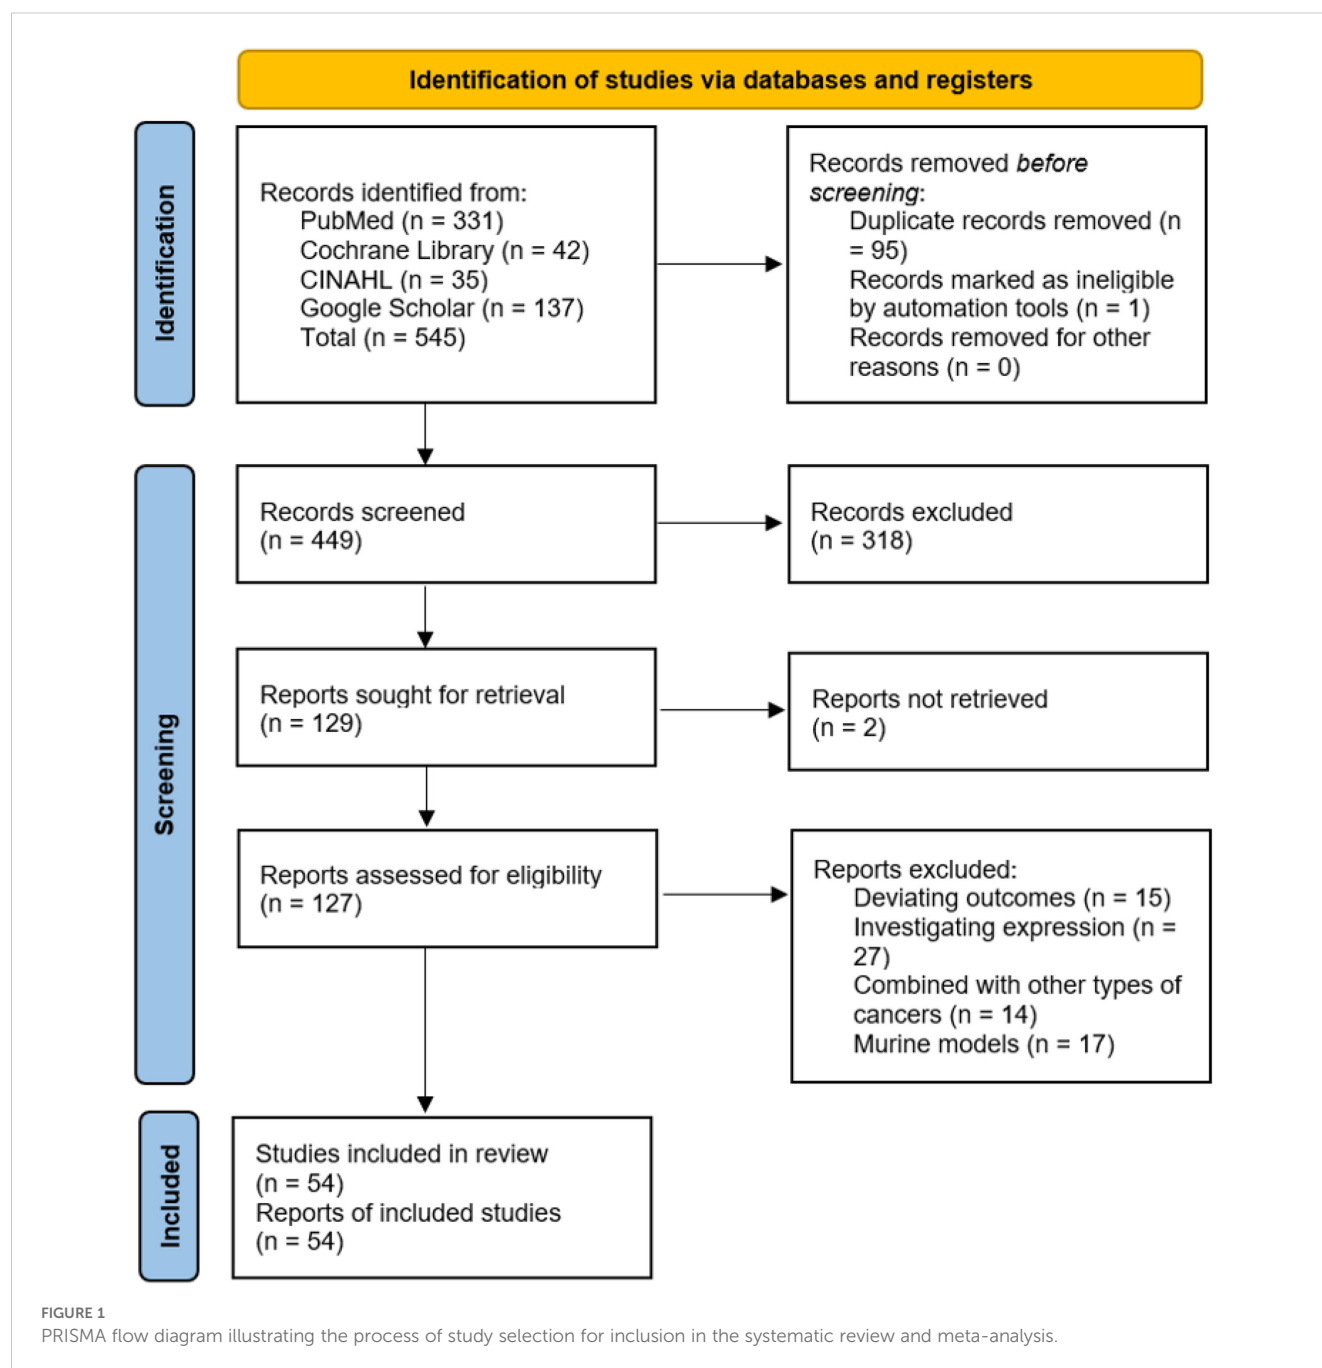 Identification of studies via databases and registers
Identification
Records identified from:
PubMed (n = 331)
Cochrane Library (n = 42)
CINAHL (n = 35)
Google Scholar (n = 137)
Total (n = 545)
Records removed before
screening:
Duplicate records removed (n
= 95)
Records marked as ineligible
by automation tools (n = 1)
Records removed for other
reasons (n = 0)
Screening
Records screened
(n = 449)
Records excluded
(n = 318)
Reports sought for retrieval
(n = 129)
Reports not retrieved
(n = 2)
Reports assessed for eligibility
(n = 127)
Reports excluded:
Deviating outcomes (n = 15)
Investigating expression (n =
27)
Combined with other types of
cancers (n = 14)
Murine models (n = 17)
Included
Studies included in review
(n = 54)
Reports of included studies
(n = 54)
FIGURE 1
PRISMA flow diagram illustrating the process of study selection for inclusion in the systematic review and meta-analysis.